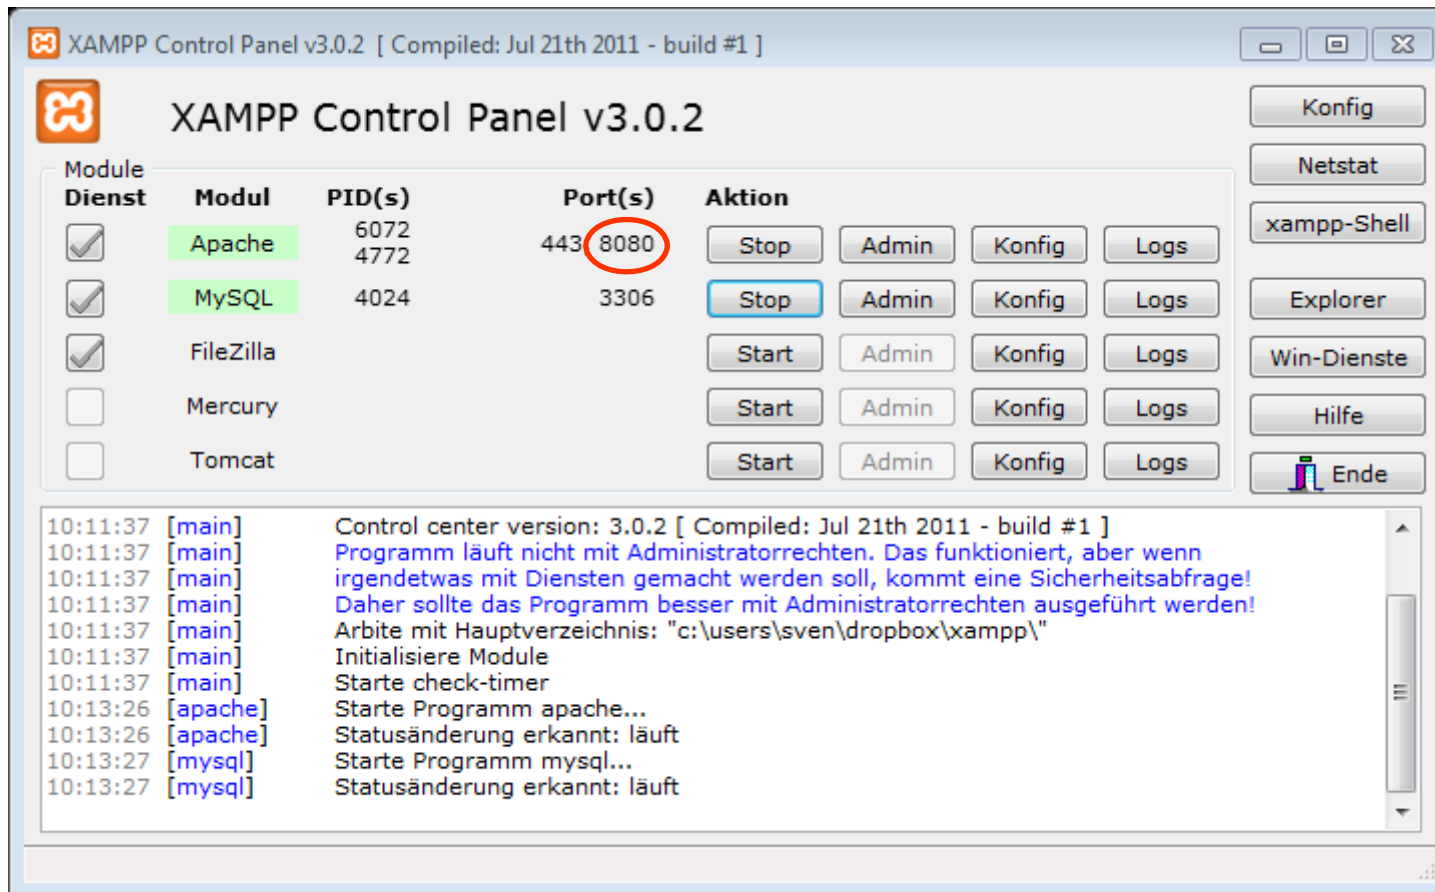 XAMPP Control Panel v3.0.2 [ Compiled: Jul 21th 2011 - build #1 ]
XAMPP Control Panel v3.0.2
Konfig
Netstat
xampp-Shell
Explorer
Win-Dienste
Hilfe
Ende
Module
Dienst Modul PID(s) Port(s) Aktion
Apache 6072 4772 443, 8080 Stop Admin Konfig Logs
MySQL 4024 3306 Stop Admin Konfig Logs
FileZilla Start Admin Konfig Logs
Mercury Start Admin Konfig Logs
Tomcat Start Admin Konfig Logs
10:11:37 [main] Control center version: 3.0.2 [ Compiled: Jul 21th 2011 - build #1 ]
10:11:37 [main] Programm läuft nicht mit Administratorrechten. Das funktioniert, aber wenn
10:11:37 [main] irgendetwas mit Diensten gemacht werden soll, kommt eine Sicherheitsabfrage!
10:11:37 [main] Daher sollte das Programm besser mit Administratorrechten ausgeführt werden!
10:11:37 [main] Arbite mit Hauptverzeichnis: "c:\users\sven\dropbox\xampp\"
10:11:37 [main] Initialisiere Module
10:11:37 [main] Starte check-timer
10:13:26 [apache] Starte Programm apache...
10:13:26 [apache] Statusänderung erkannt: läuft
10:13:27 [mysql] Starte Programm mysql...
10:13:27 [mysql] Statusänderung erkannt: läuft